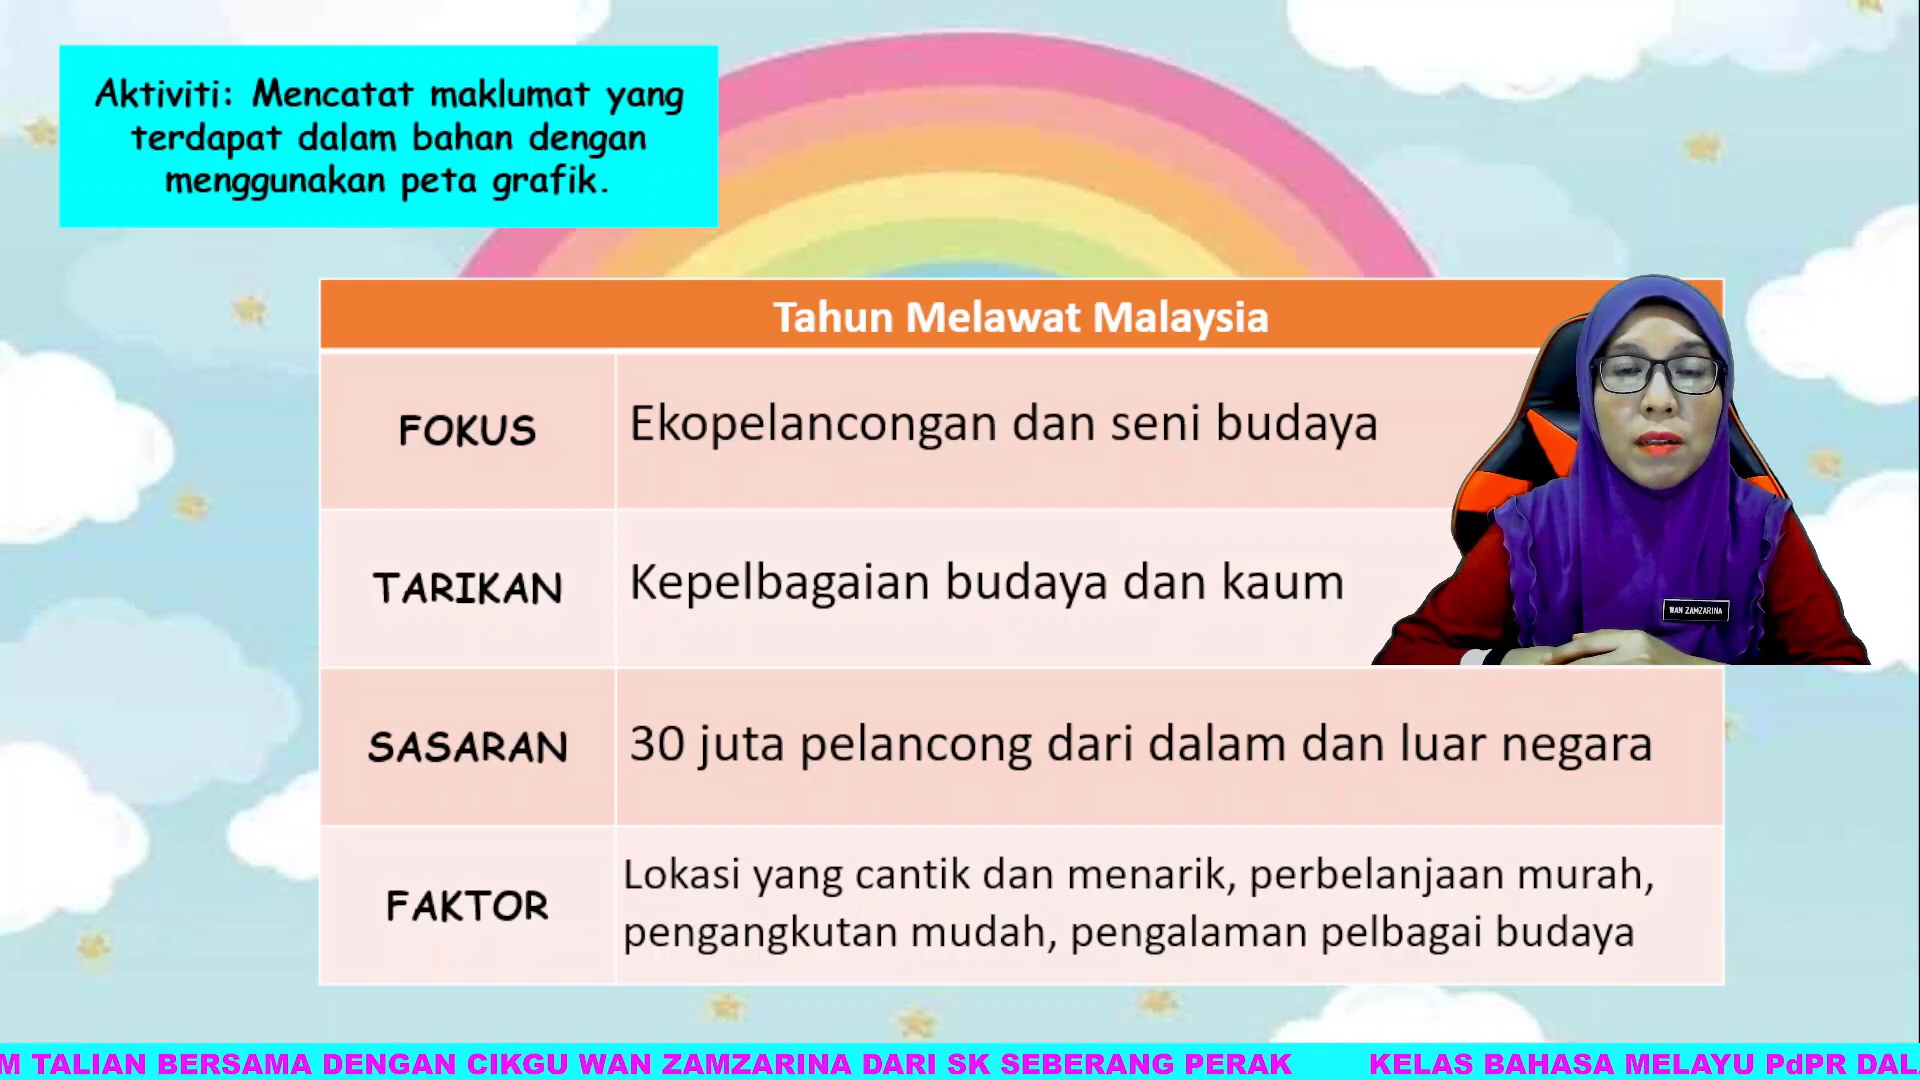 Aktiviti: Mencatat maklumat yang
terdapat dalam bahan dengan
menggunakan peta grafik.
Tahun Melawat Malaysia
FOKUS
Ekopelancongan dan seni budaya
TARIKAN
Kepelbagaian budaya dan kaum
WAN ZAMZARINA
SASARAN
30 juta pelancong dari dalam dan luar negara
FAKTOR
Lokasi yang cantik dan menarik, perbelanjaan murah,
pengangkutan mudah, pengalaman pelbagai budaya
M TALIAN BERSAMA DENGAN CIKGU WAN ZAMZARINA DARI SK SEBERANG PERAK KELAS BAHASA MELAYU PdPR DAL